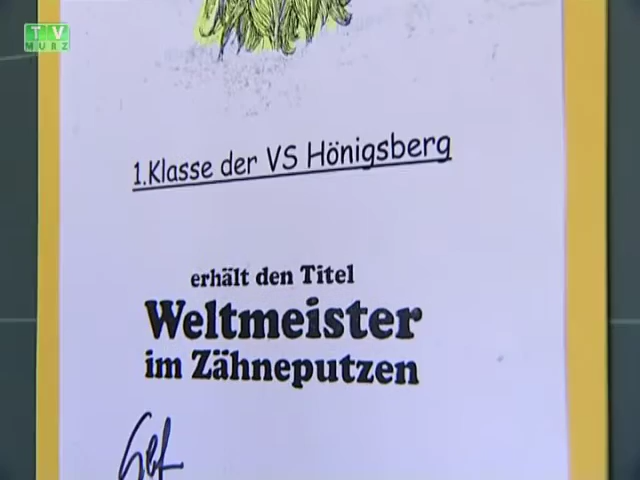 TV
MURZ
1.Klasse der VS Hönigsberg
erhält den Titel
Weltmeister
im Zähneputzen